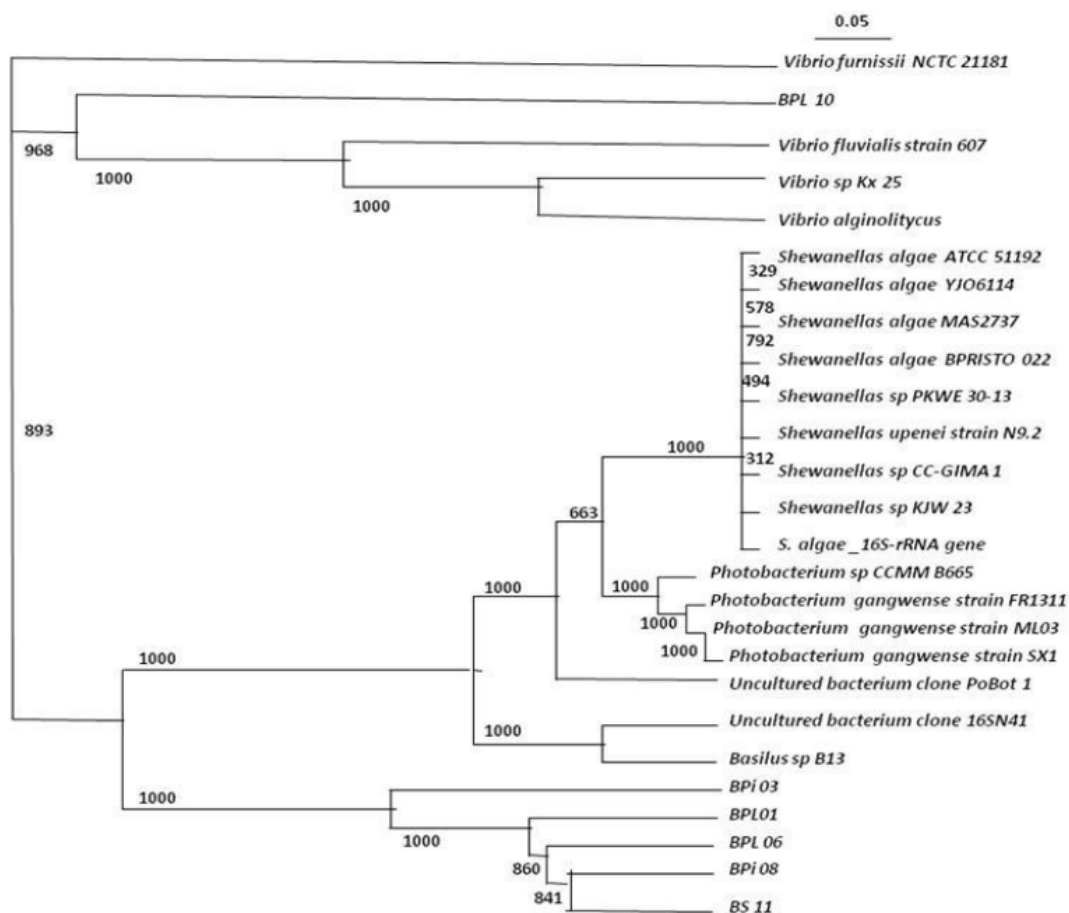 0.05
Vibrio furnissii NCTC 21181
BPL 10
968
Vibrio fluvialis strain 607
1000
Vibrio sp Kx 25
1000
Vibrio alginolitycus
Shewanellas algae ATCC 51192
329
Shewanellas algae YJO6114
578
Shewanellas algae MAS2737
792
Shewanellas algae BPRISTO 022
494
Shewanellas sp PKWE 30-13
893
Shewanellas upenei strain N9.2
1000
312
Shewanellas sp CC-GIMA 1
663
Shewanellas sp KJW 23
S. algae _16S-rRNA gene
Photobacterium sp CCMM B665
1000
1000
Photobacterium gangwense strain FR1311
1000
Photobacterium gangwense strain ML03
1000
Photobacterium gangwense strain SX1
1000
Uncultured bacterium clone PoBot 1
Uncultured bacterium clone 16SN41
1000
Basilus sp B13
BPi 03
1000
BPL01
1000
BPL 06
860
BPi 08
841
BS 11